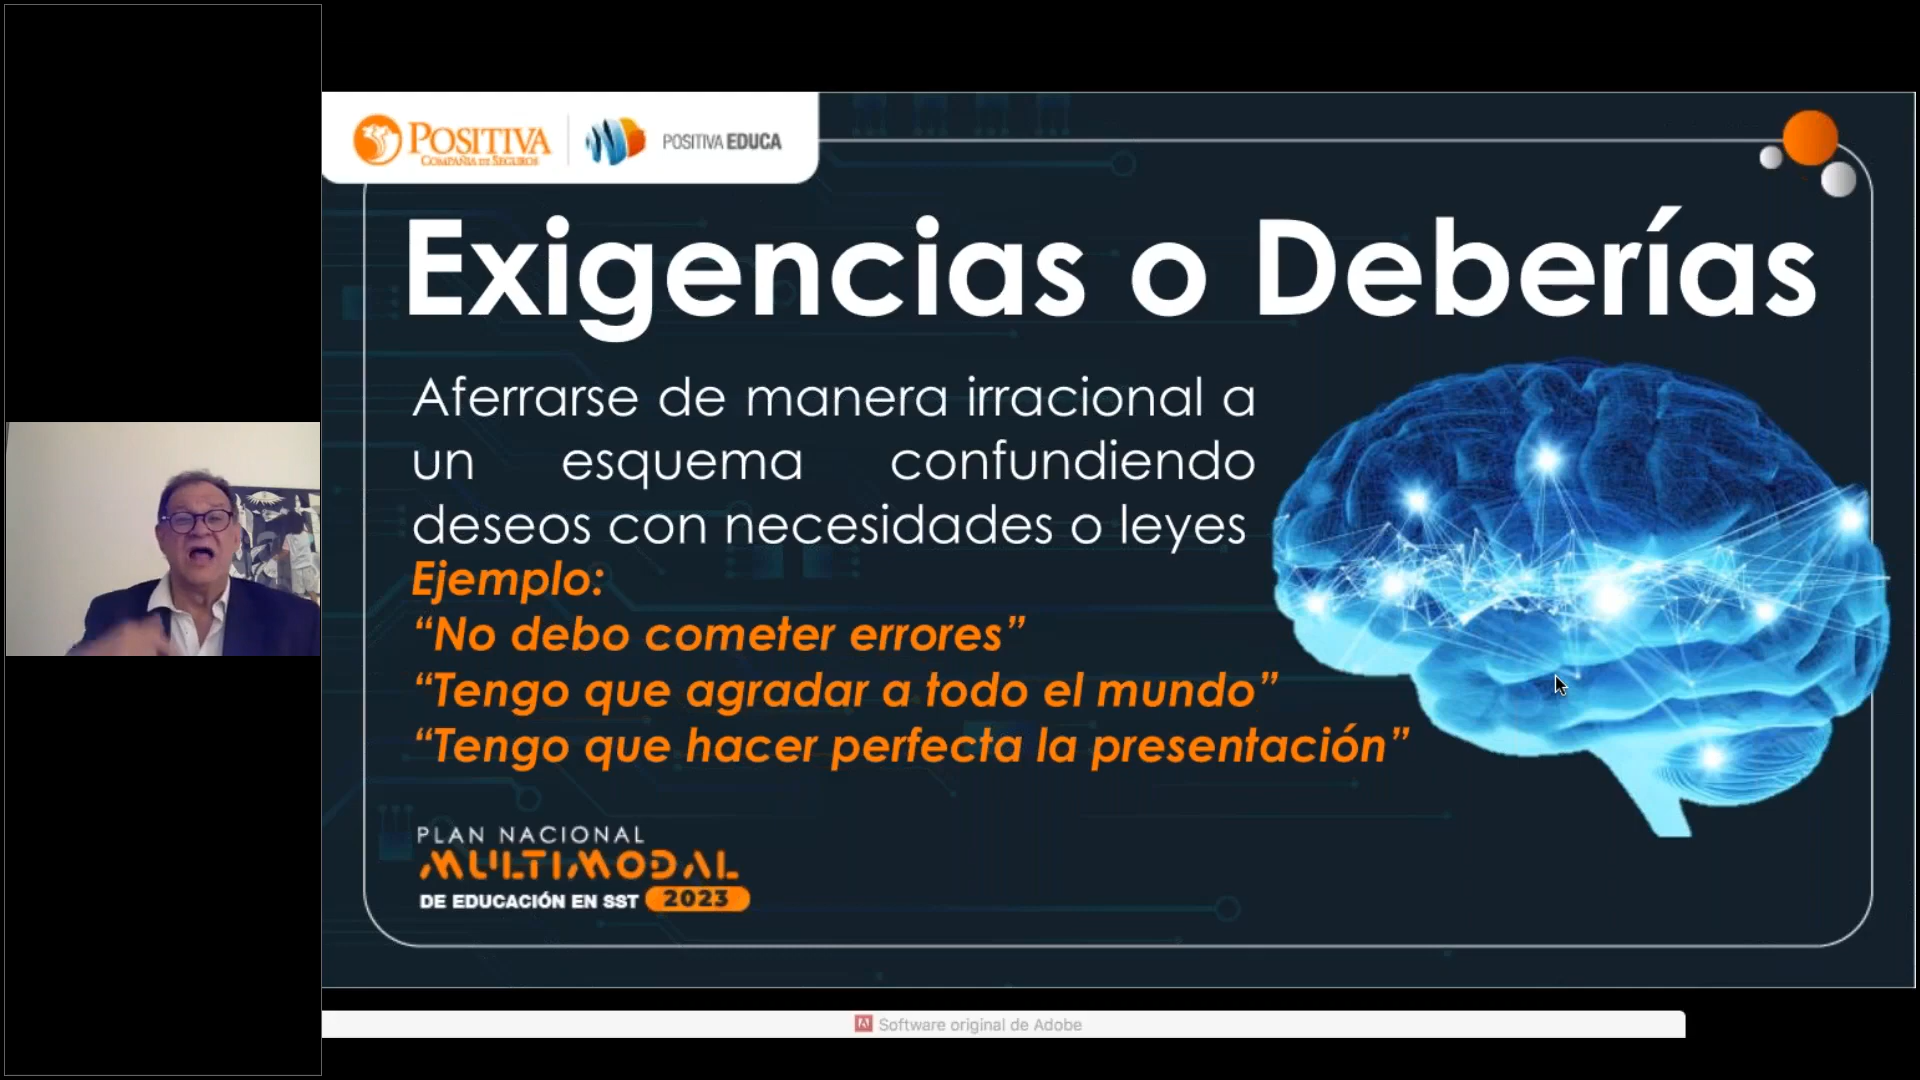 POSITIVA
COMPAÑÍA DE SEGUROS
POSITIVA EDUCA
Exigencias o Deberías
Aferrarse de manera irracional a
un esquema confundiendo
deseos con necesidades o leyes
Ejemplo:
“No debo cometer errores”
“Tengo que agradar a todo el mundo”
“Tengo que hacer perfecta la presentación”
PLAN NACIONAL
MULTIMODAL
DE EDUCACIÓN EN SST 2023
Software original de Adobe